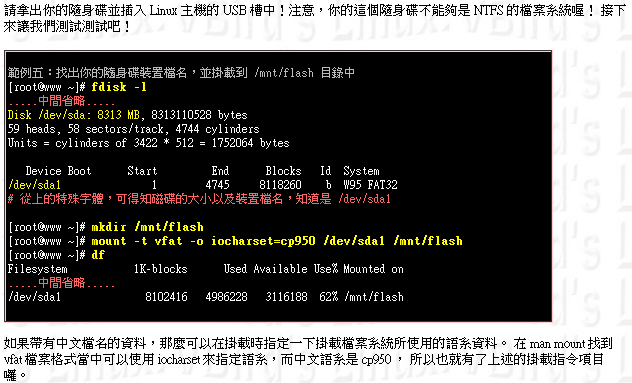 請拿出你的隨身碟並插入 Linux 主機的 USB 槽中！注意，你的這個隨身碟不能夠是 NTFS 的檔案系統喔！ 接下
來讓我們測試測試吧！
範例五：找出你的隨身碟裝置檔名，並掛載到 /mnt/flash 目錄中
[root@www ~]# fdisk -l
.....中間省略.....
Disk /dev/sda: 8313 MB, 8313110528 bytes
59 heads, 58 sectors/track, 4744 cylinders
Units = cylinders of 3422 * 512 = 1752064 bytes
Device Boot Start End Blocks Id System
/dev/sda1 1 4745 8118260 b W95 FAT32
# 從上的特殊字體，可得知磁碟的大小以及裝置檔名，知道是 /dev/sda1
[root@www ~]# mkdir /mnt/flash
[root@www ~]# mount -t vfat -o iocharset=cp950 /dev/sda1 /mnt/flash
[root@www ~]# df
Filesystem 1K-blocks Used Available Use% Mounted on
.....中間省略.....
/dev/sda1 8102416 4986228 3116188 62% /mnt/flash
如果帶有中文檔名的資料，那麼可以在掛載時指定一下掛載檔案系統所使用的語系資料。 在 man mount 找到
vfat 檔案格式當中可以使用 iocharset 來指定語系，而中文語系是 cp950 ， 所以也就有了上述的掛載指令項目
囉。